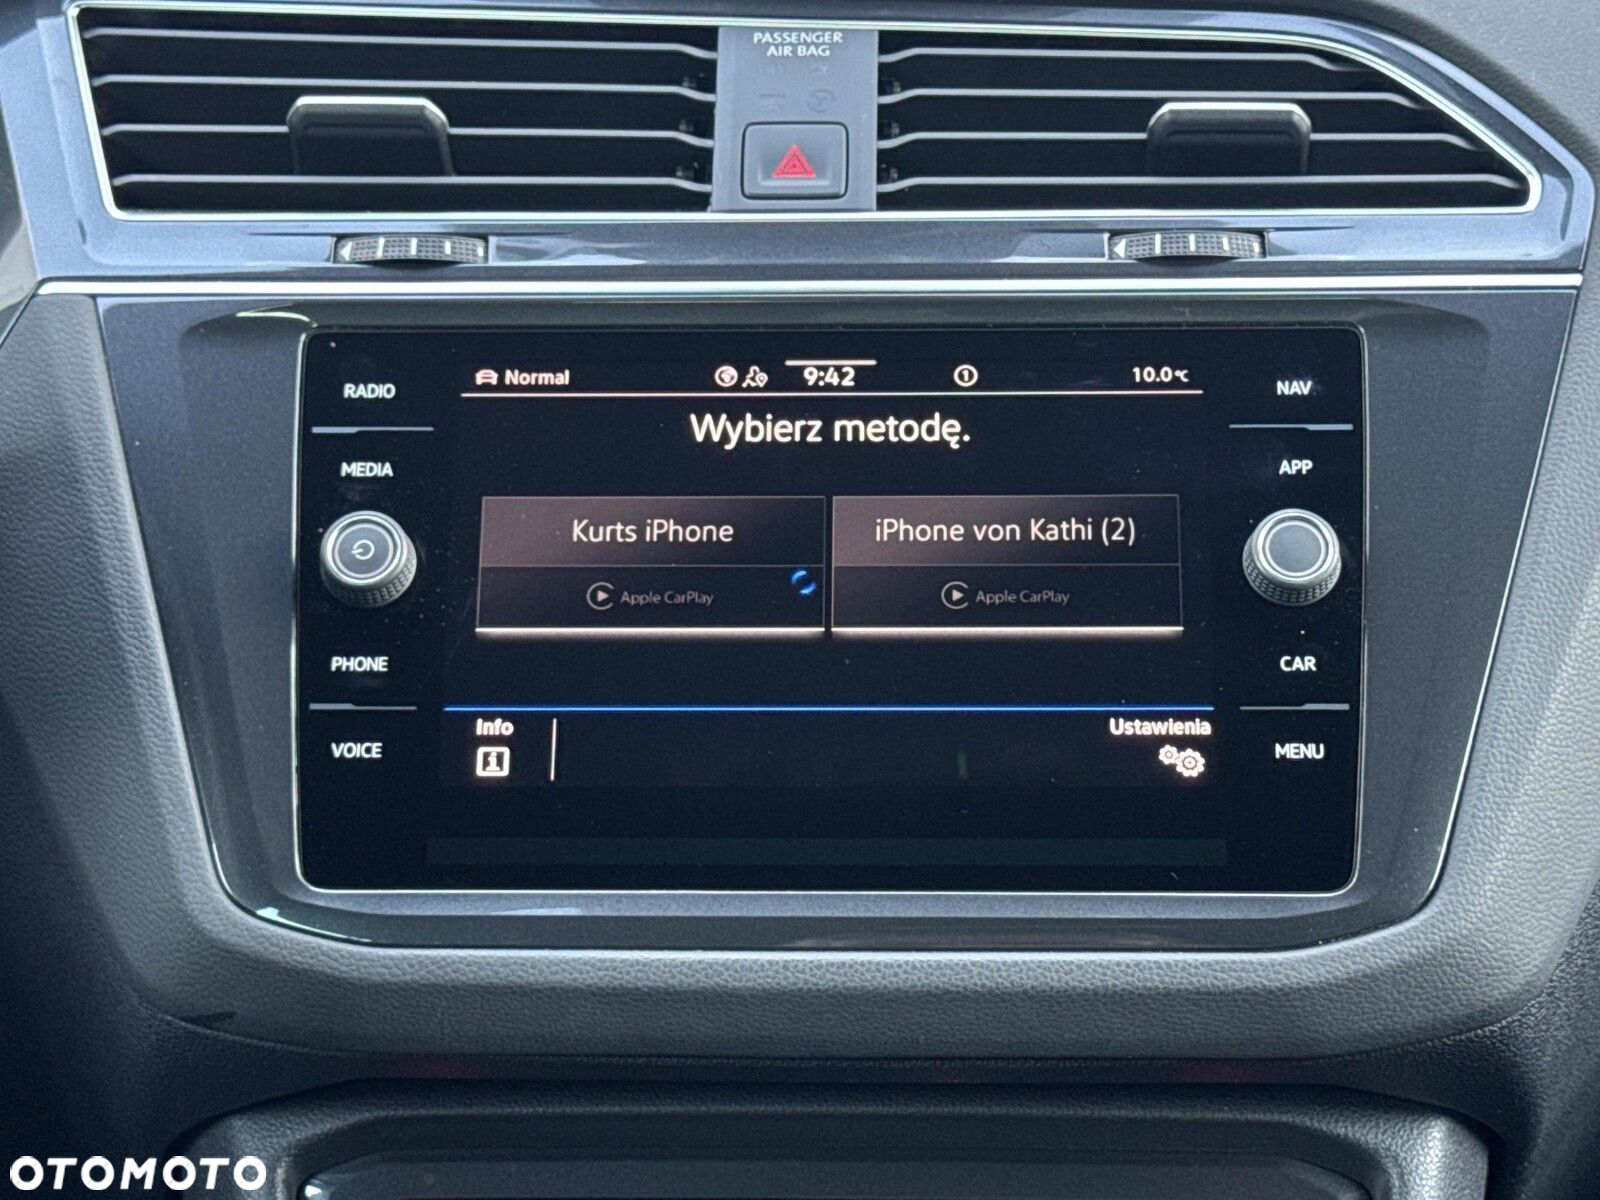 PASSENGER
AIR BAG
RADIO
MEDIA
PHONE
VOICE
Normal
9:42
1
10.0°C
Wybierz metodę.
Kurts iPhone
Apple CarPlay
iPhone von Kathi (2)
Apple CarPlay
Info
i
Ustawienia
NAV
APP
CAR
MENU
OTOMOTO